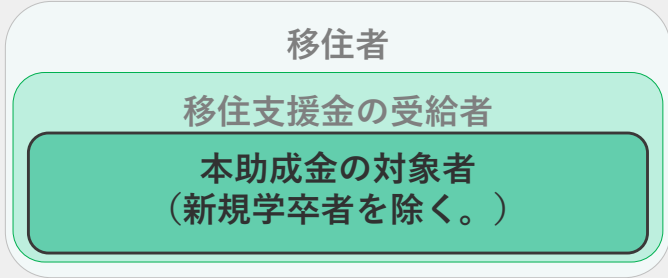 移住者
移住支援金の受給者
本助成金の対象者
（新規学卒者を除く。）